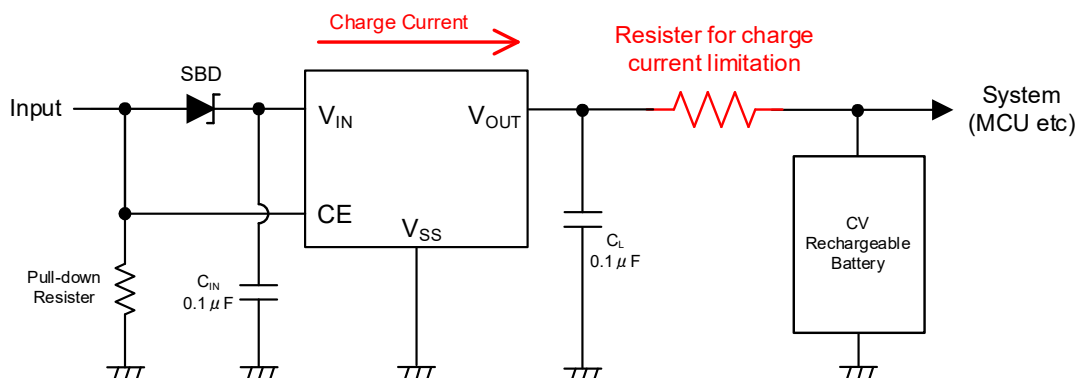 Charge Current
Resister for charge
current limitation
SBD
Input
System
(MCU etc)
VIN
VOUT
CE
VSS
Pull-down
Resister
CIN
0.1μF
CL
0.1μF
CV
Rechargeable
Battery